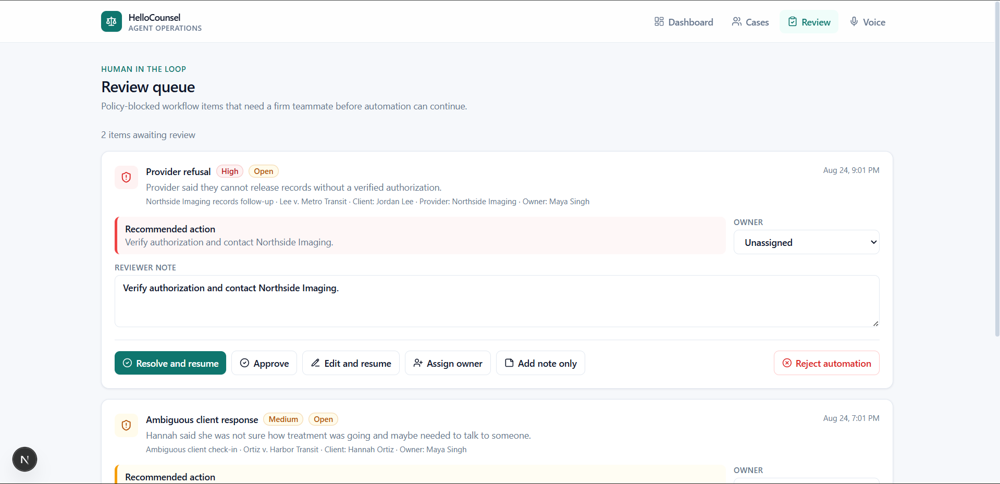 HelloCounsel
AGENT OPERATIONS
Dashboard
Cases
Review
Voice
HUMAN IN THE LOOP
Review queue
Policy-blocked workflow items that need a firm teammate before automation can continue.
2 items awaiting review
Provider refusal High Open
Aug 24, 9:01 PM
Provider said they cannot release records without a verified authorization.
Northside Imaging records follow-up · Lee v. Metro Transit · Client: Jordan Lee · Provider: Northside Imaging · Owner: Maya Singh
Recommended action
Verify authorization and contact Northside Imaging.
OWNER
Unassigned
REVIEWER NOTE
Verify authorization and contact Northside Imaging.
Resolve and resume
Approve
Edit and resume
Assign owner
Add note only
Reject automation
Ambiguous client response Medium Open
Aug 24, 7:01 PM
Hannah said she was not sure how treatment was going and maybe needed to talk to someone.
Ambiguous client check-in · Ortiz v. Harbor Transit · Client: Hannah Ortiz · Owner: Maya Singh
Recommended action
OWNER
N